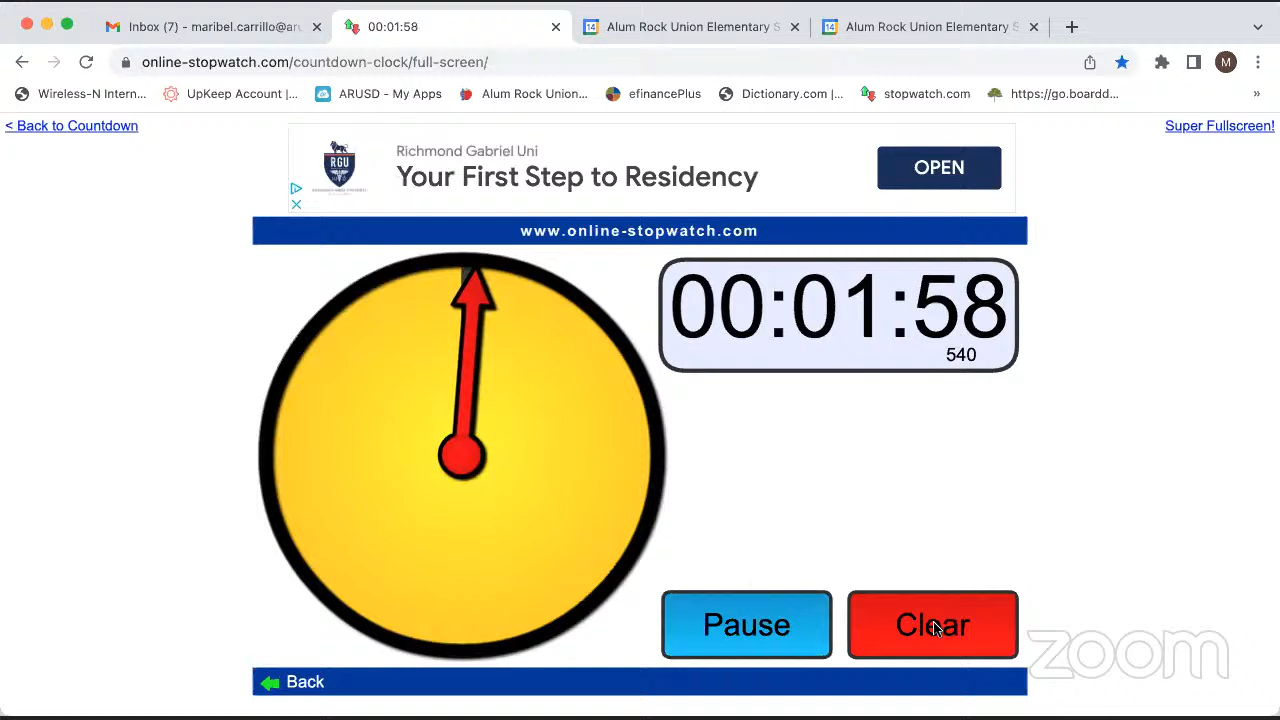 Inbox (7) - maribel.carrillo@aru
00:01:58
Alum Rock Union Elementary S
Alum Rock Union Elementary S
online-stopwatch.com/countdown-clock/full-screen/
M
Wireless-N Intern...
UpKeep Account |...
ARUSD - My Apps
Alum Rock Union...
efinancePlus
Dictionary.com |...
stopwatch.com
https://go.boardd...
»
< Back to Countdown
Super Fullscreen!
RGU
Richmond Gabriel Uni
Your First Step to Residency
OPEN
www.online-stopwatch.com
00:01:58
540
Pause
Clear
zoom
Back